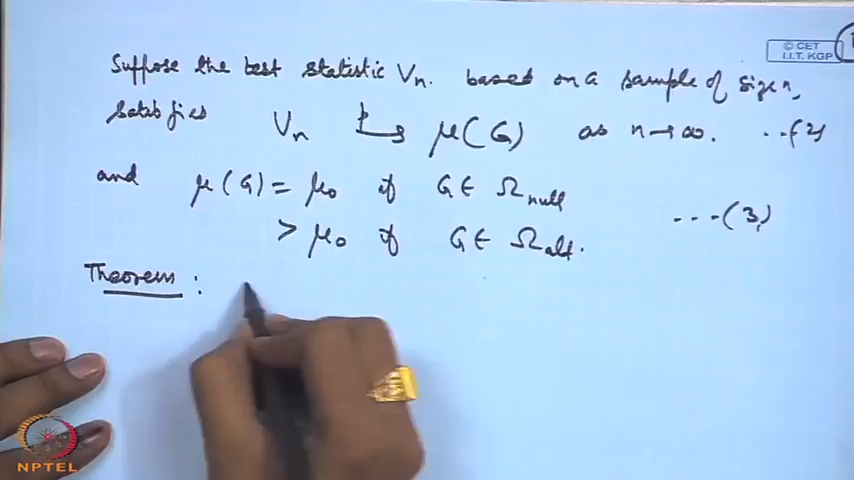 © CET
I.I.T. KGP
Suppose the test statistic Vn. based on a sample of size n,
satisfies Vn p→ μ(G) as n→∞. ...(2)
and μ(G) = μ0 if G ∈ Ωnull
> μ0 if G ∈ Ωalt. ...(3)
Theorem :
NPTEL